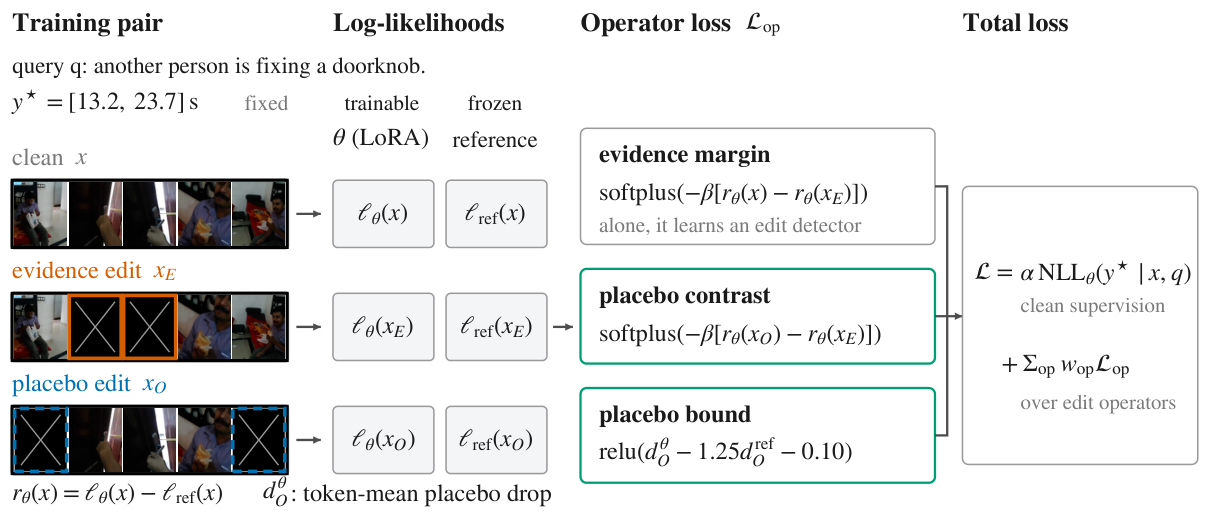 Training pair
query q: another person is fixing a doorknob.
y⋆ = [13.2, 23.7] s fixed
clean x
evidence edit x_E
placebo edit x_O
r_θ(x) = ℓ_θ(x) − ℓ_ref(x) d_O^θ: token-mean placebo drop
Log-likelihoods
trainable
θ (LoRA)
frozen
reference
ℓ_θ(x)
ℓ_ref(x)
ℓ_θ(x_E)
ℓ_ref(x_E)
ℓ_θ(x_O)
ℓ_ref(x_O)
Operator loss ℒ_op
evidence margin
softplus(−β[r_θ(x) − r_θ(x_E)])
alone, it learns an edit detector
placebo contrast
softplus(−β[r_θ(x_O) − r_θ(x_E)])
placebo bound
relu(d_O^θ − 1.25d_O^ref − 0.10)
Total loss
ℒ = α NLL_θ(y⋆ | x, q)
clean supervision
+ Σ_op w_op ℒ_op
over edit operators